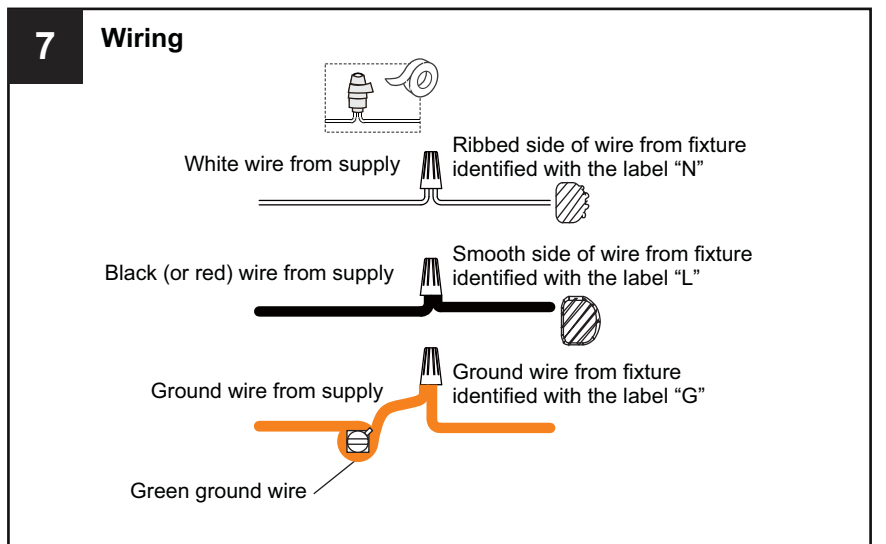 7
Wiring
White wire from supply
Ribbed side of wire from fixture
identified with the label “N”
Black (or red) wire from supply
Smooth side of wire from fixture
identified with the label “L”
Ground wire from supply
Ground wire from fixture
identified with the label “G”
Green ground wire